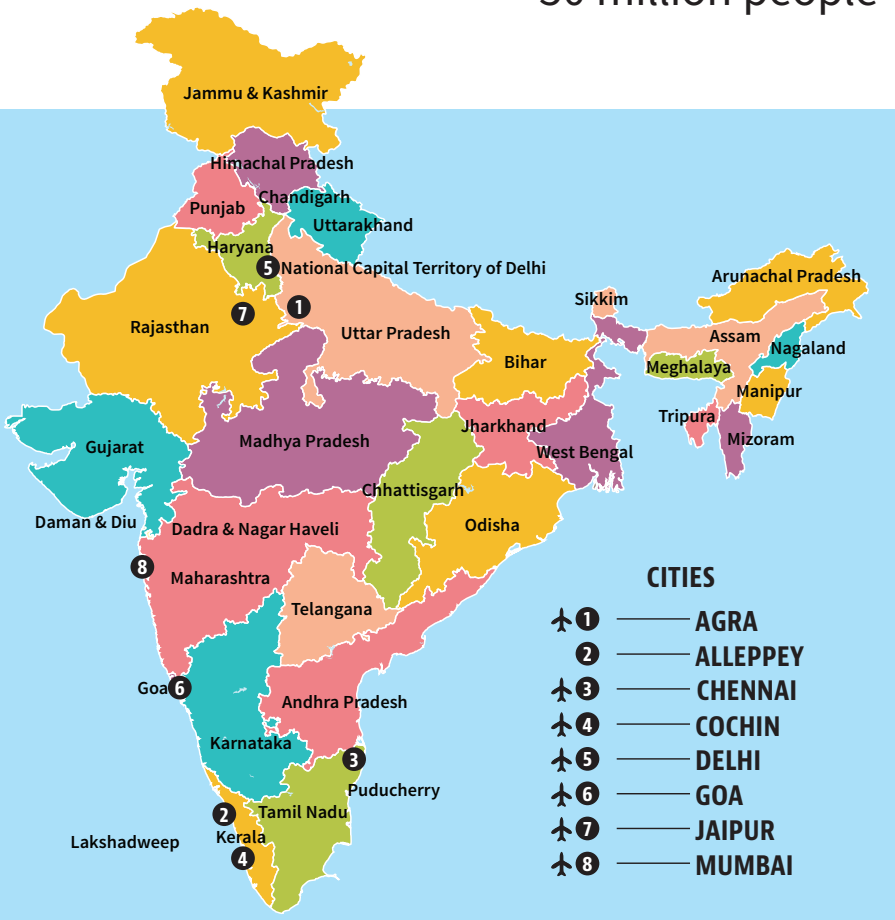 million people
Jammu & Kashmir
Himachal Pradesh
Chandigarh
Punjab
Uttarakhand
Haryana
5 National Capital Territory of Delhi
Arunachal Pradesh
Sikkim
7
1
Rajasthan
Uttar Pradesh
Assam
Nagaland
Bihar
Meghalaya
Manipur
Tripura
Jharkhand
Mizoram
Gujarat
Madhya Pradesh
West Bengal
Chhattisgarh
Daman & Diu
Dadra & Nagar Haveli
Odisha
8
Maharashtra
Telangana
Goa 6
Andhra Pradesh
Karnataka
3
Puducherry
2
Tamil Nadu
Kerala
Lakshadweep
4
CITIES
1 AGRA
2 ALLEPPEY
3 CHENNAI
4 COCHIN
5 DELHI
6 GOA
7 JAIPUR
8 MUMBAI